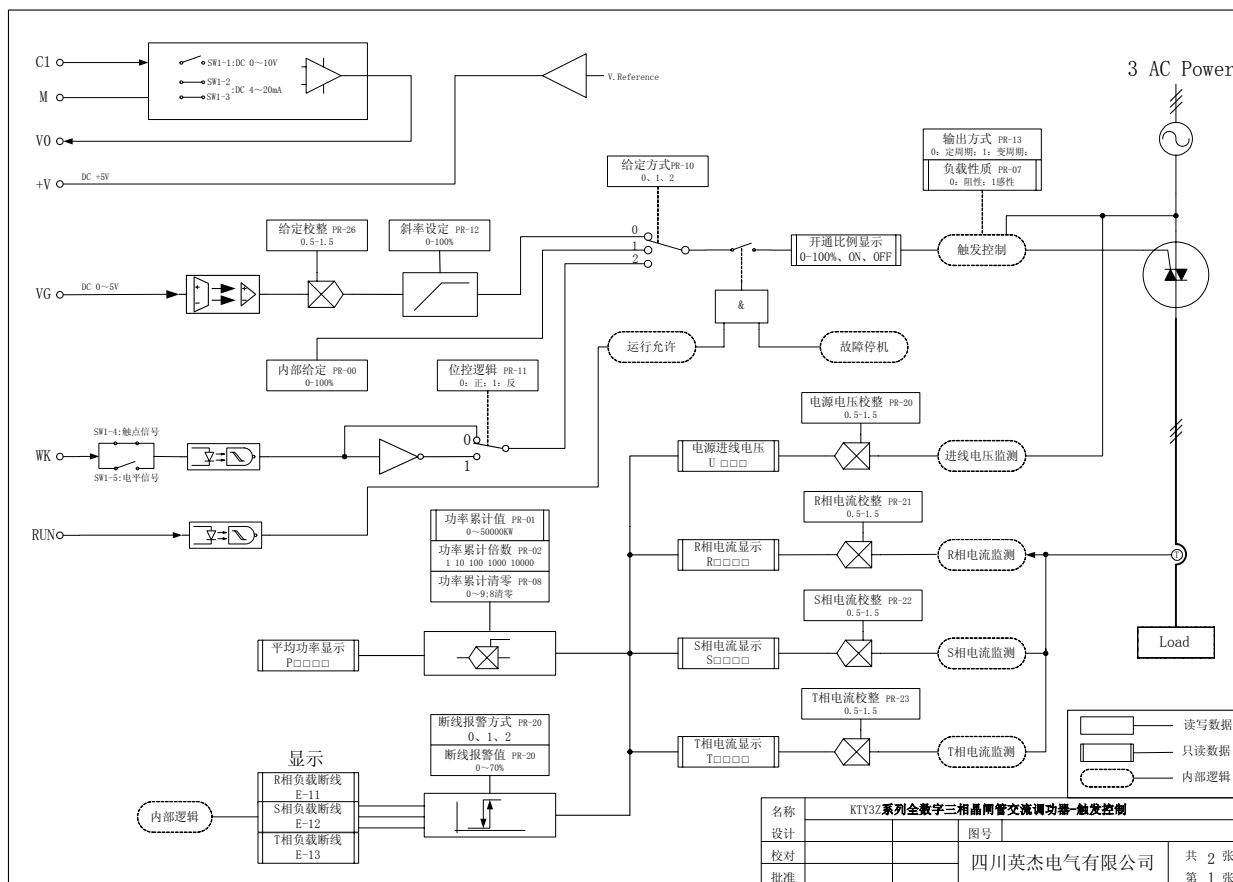 C1
SW1-1:DC 0～10V
SW1-2
SW1-3
:DC 4～20mA
M
VO
V.Reference
+V
DC +5V
3 AC Power
输出方式 PR-13
0: 定周期; 1: 变周期;
负载性质 PR-07
0: 阻性; 1感性
给定方式PR-10
0、1、2
给定校整 PR-26
0.5-1.5
斜率设定 PR-12
0-100%
0
1
2
开通比例显示
0-100%、ON、OFF
触发控制
VG
DC 0～5V
&
运行允许
故障停机
内部给定 PR-00
0-100%
位控逻辑 PR-11
0: 正; 1: 反
电源电压校整 PR-20
0.5-1.5
SW1-4:触点信号
WK
SW1-5:电平信号
0
1
电源进线电压
U □□□
进线电压监测
R相电流校整 PR-21
0.5-1.5
RUN
功率累计值 PR-01
0～50000KW
功率累计倍数 PR-02
1 10 100 1000 10000
功率累计清零 PR-08
0～9;8清零
R相电流显示
R□□□□
R相电流监测
T
S相电流校整 PR-22
0.5-1.5
平均功率显示
P□□□□
S相电流显示
S□□□□
S相电流监测
Load
T相电流校整 PR-23
0.5-1.5
断线报警方式 PR-20
0、1、2
断线报警值 PR-20
0～70%
T相电流显示
T□□□□
T相电流监测
读写数据
只读数据
内部逻辑
显示
R相负载断线
E-11
S相负载断线
E-12
T相负载断线
E-13
内部逻辑
名称
KTY3Z系列全数字三相晶闸管交流调功器-触发控制
设计
图号
校对
批准
四川英杰电气有限公司
共 2 张
第 1 张